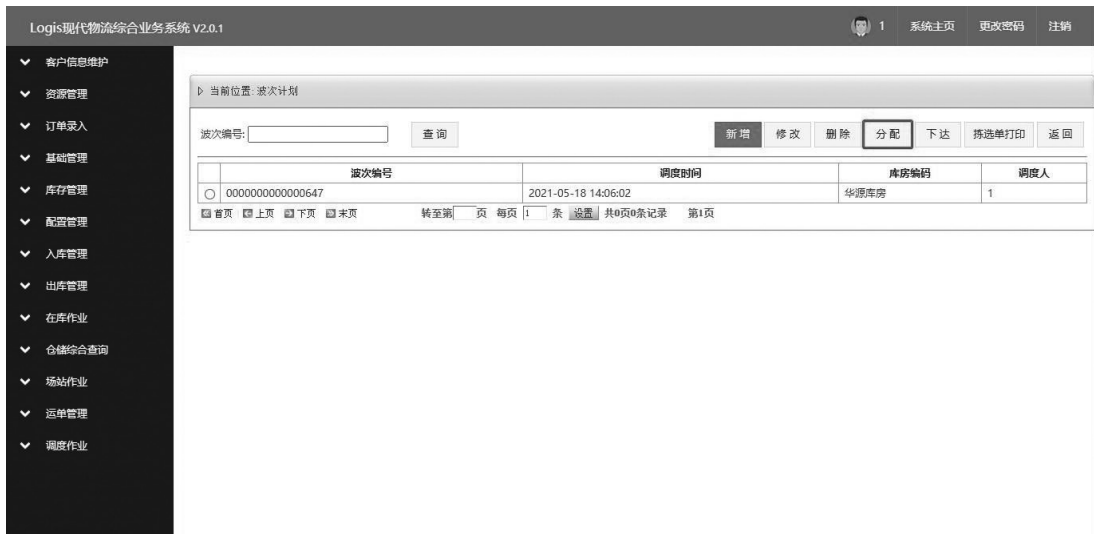 Logis现代物流综合业务系统 V2.0.1 1 系统主页 更改密码 注销
客户信息维护
资源管理
订单录入
基础管理
库存管理
配置管理
入库管理
出库管理
在库作业
仓储综合查询
场站作业
运单管理
调度作业
当前位置: 波次计划
波次编号: 查询 新增 修改 删除 分配 下达 拣选单打印 返回
波次编号 调度时间 库房编码 调度人
0000000000000647 2021-05-18 14:06:02 华源库房 1
首页 上页 下页 末页 转至第 页 每页 1 条 设置 共0页0条记录 第1页